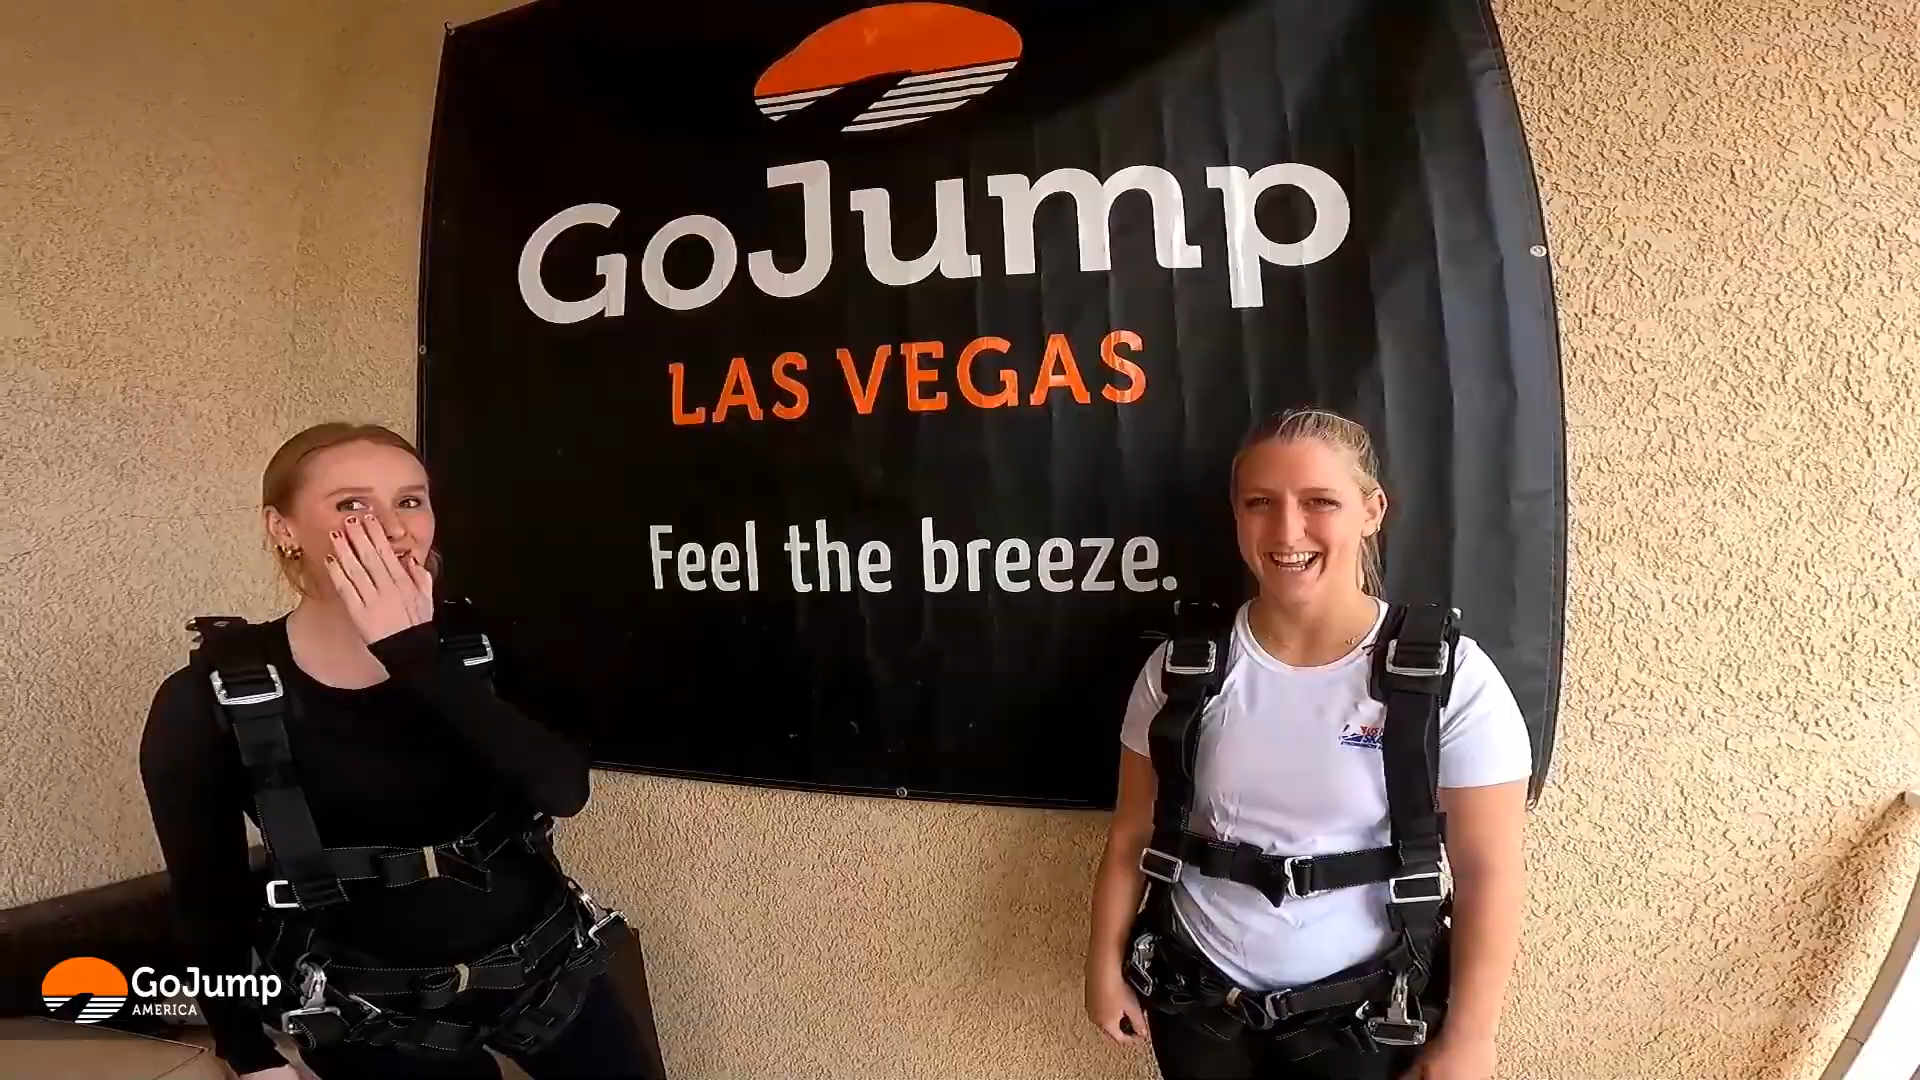 GoJump
LAS VEGAS
Feel the breeze.
GoJump
AMERICA